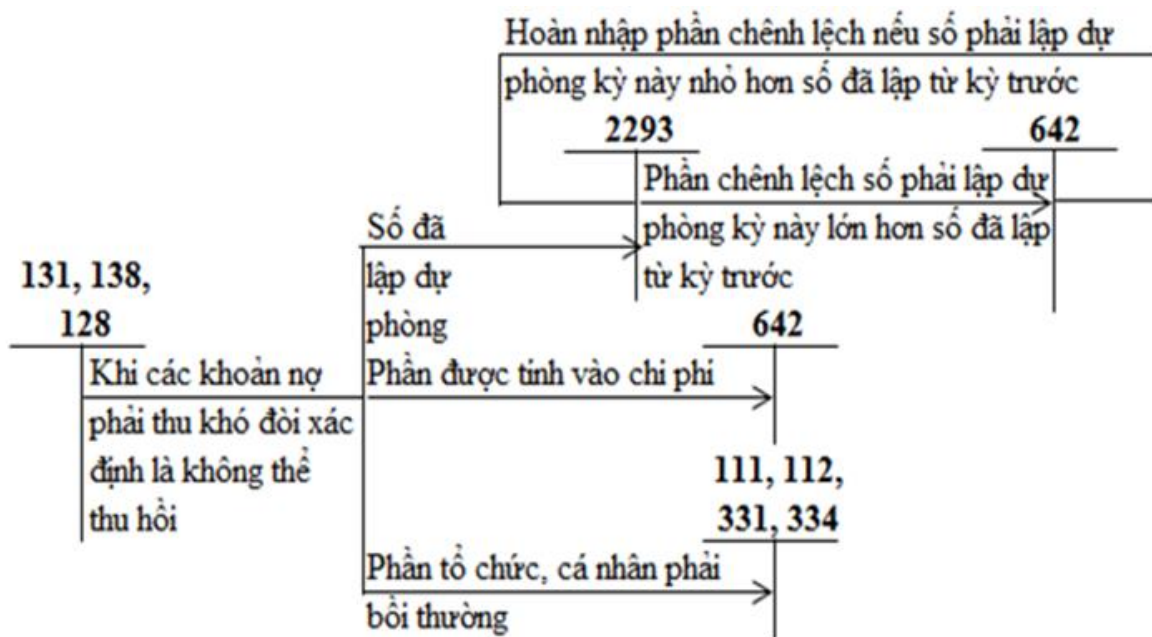 Hoàn nhập phần chênh lệch nếu số phải lập dự
phòng kỳ này nhỏ hơn số đã lập từ kỳ trước
2293
642
Phần chênh lệch số phải lập dự
phòng kỳ này lớn hơn số đã lập
từ kỳ trước
Số đã
lập dự
phòng
131, 138,
128
Khi các khoản nợ
phải thu khó đòi xác
định là không thể
thu hồi
642
Phần được tính vào chi phí
111, 112,
331, 334
Phần tổ chức, cá nhân phải
bồi thường